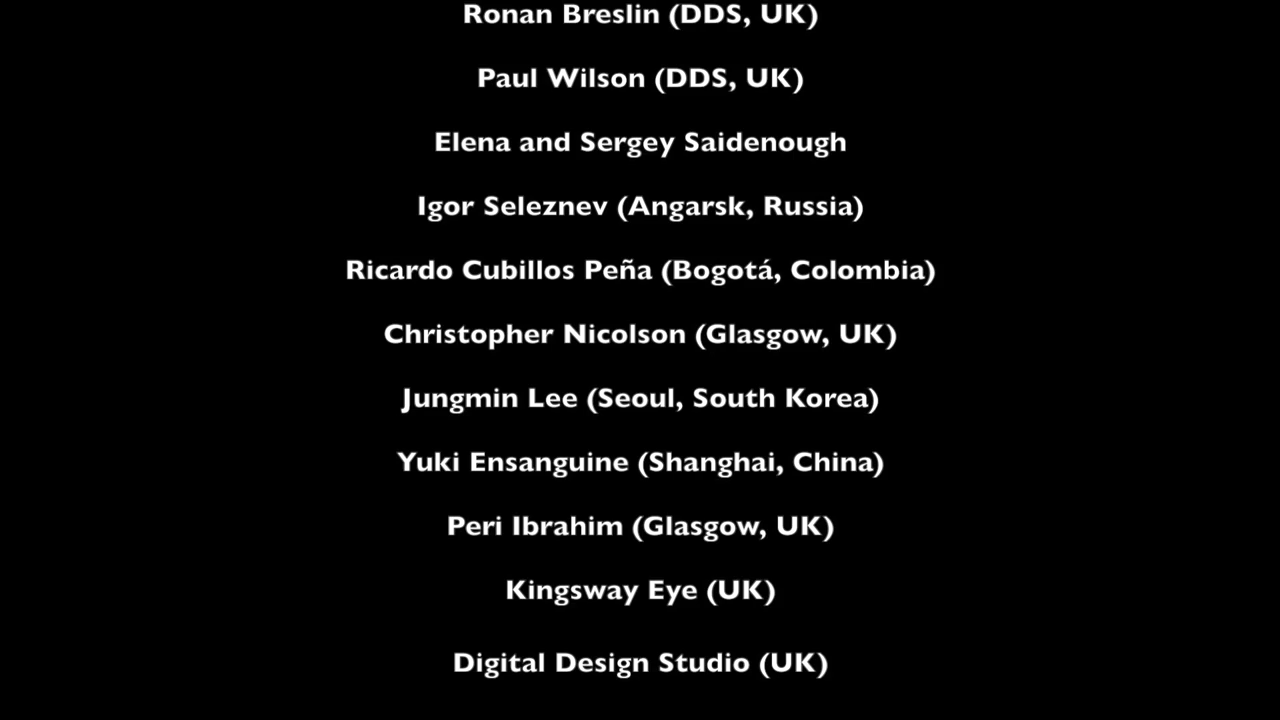 Ronan Breslin (DDS, UK)
Paul Wilson (DDS, UK)
Elena and Sergey Saidenough
Igor Seleznev (Angarsk, Russia)
Ricardo Cubillos Peña (Bogotá, Colombia)
Christopher Nicolson (Glasgow, UK)
Jungmin Lee (Seoul, South Korea)
Yuki Ensanguine (Shanghai, China)
Peri Ibrahim (Glasgow, UK)
Kingsway Eye (UK)
Digital Design Studio (UK)